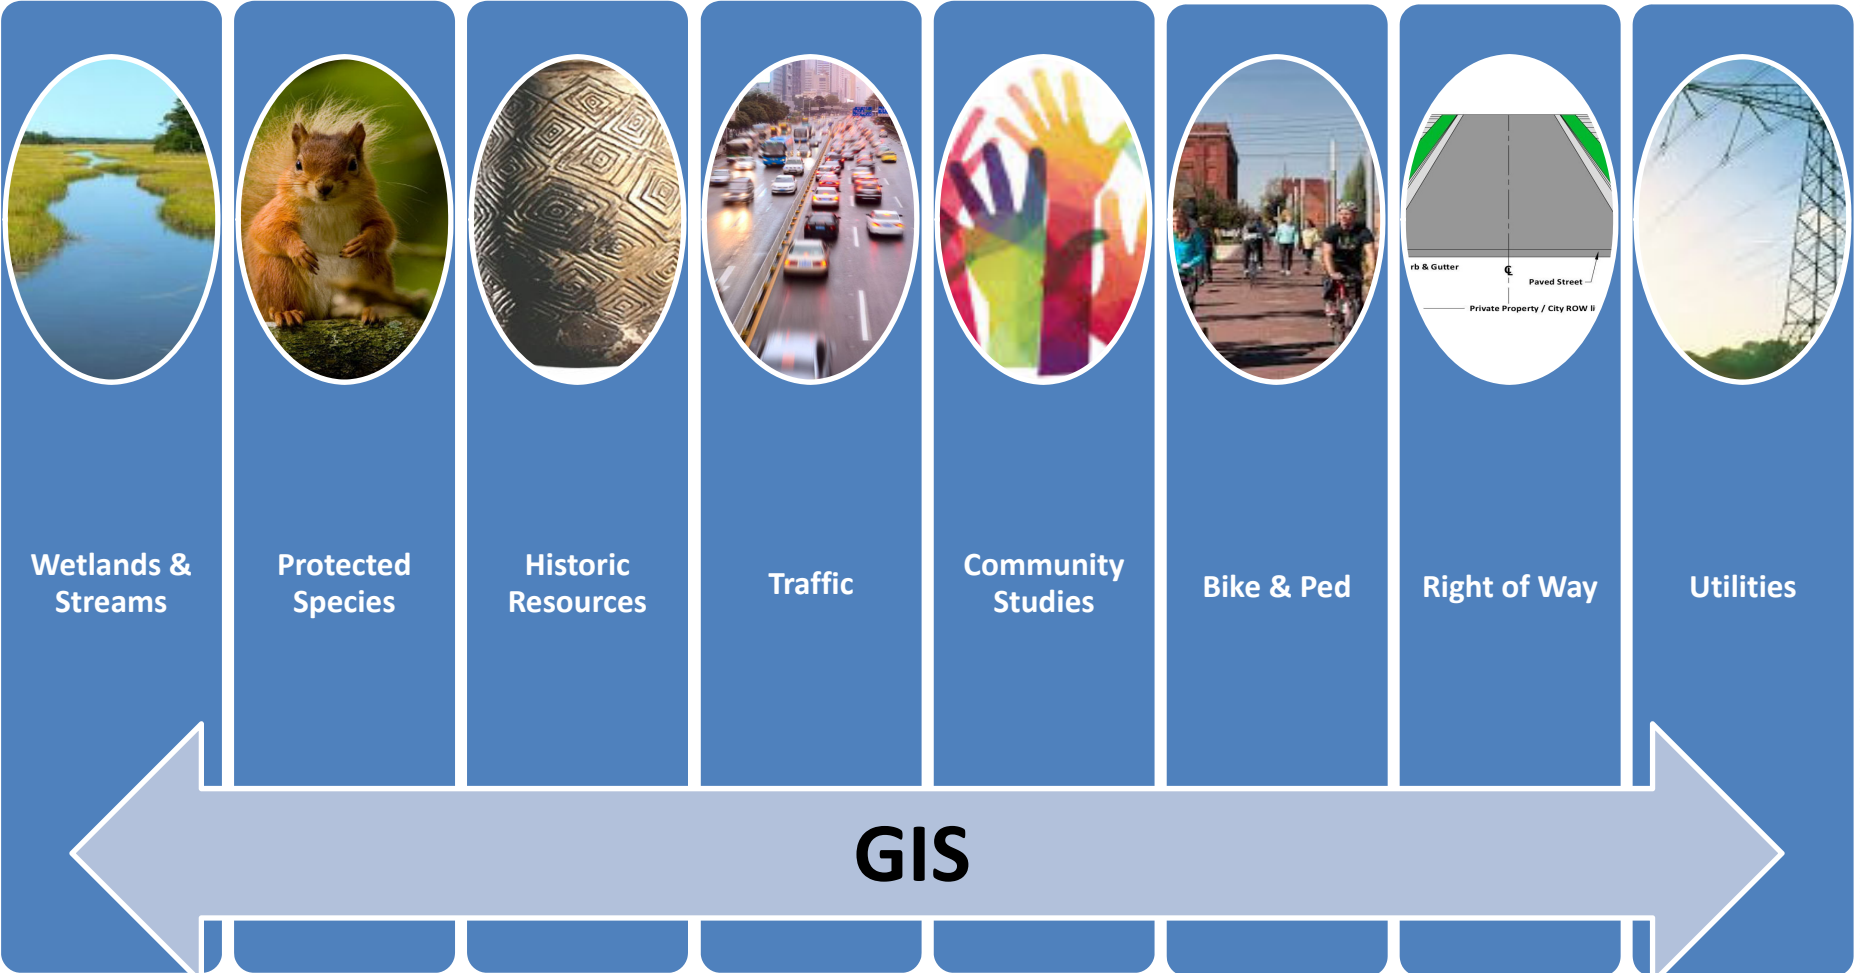 rb & Gutter
℄
Paved Street
Private Property / City ROW li
Wetlands &
Streams
Protected
Species
Historic
Resources
Traffic
Community
Studies
Bike & Ped
Right of Way
Utilities
GIS